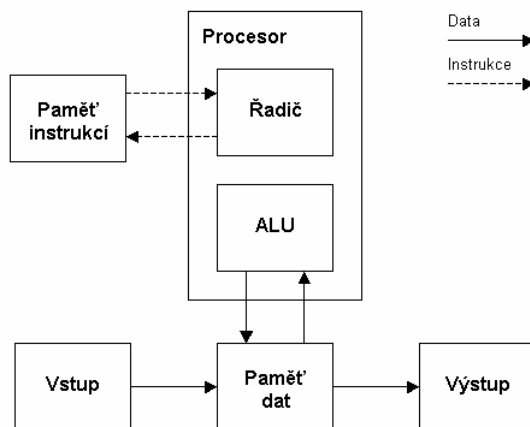 Data
Procesor
Instrukce
Paměť
instrukcí
Řadič
ALU
Vstup
Paměť
dat
Výstup